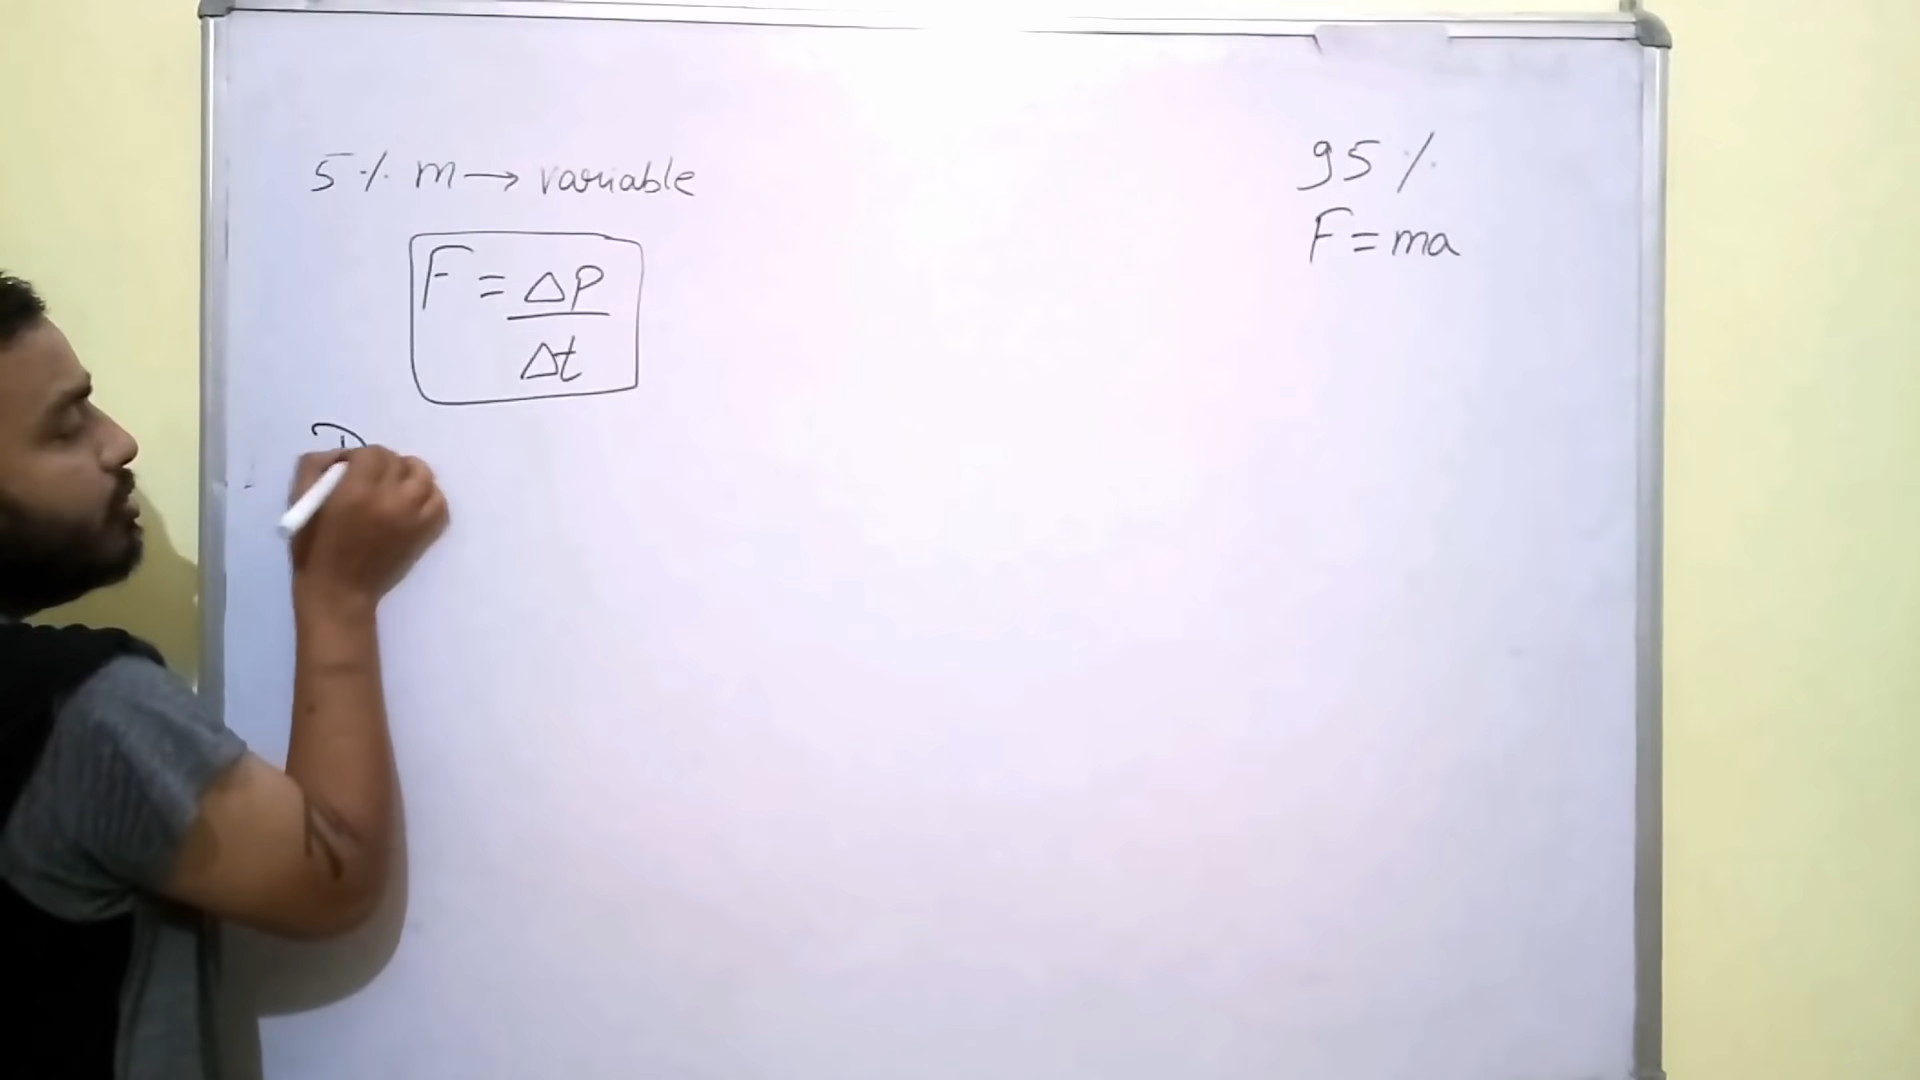 5% m → variable
F = Δp
Δt
95%
F = ma